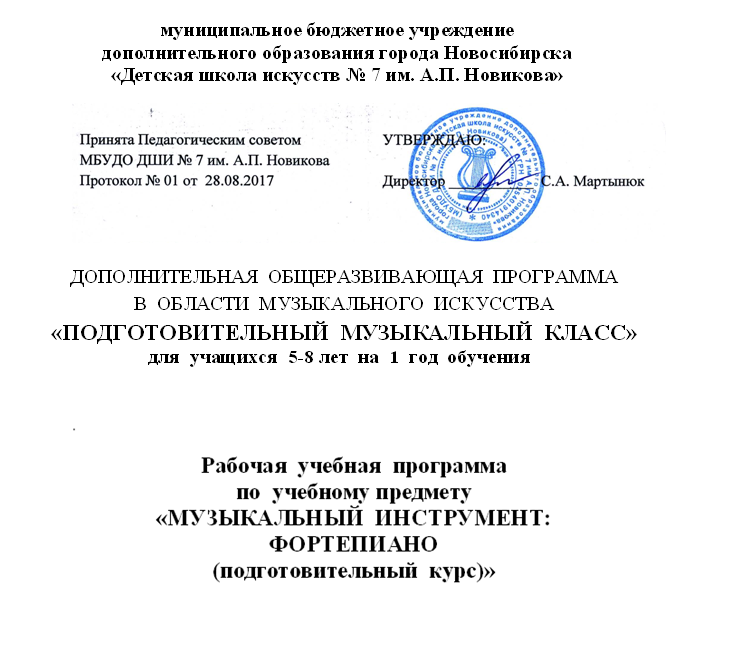 муниципальное бюджетное учреждение
дополнительного образования города Новосибирска
«Детская школа искусств № 7 им. А.П. Новикова»
Принята Педагогическим советом
МБУДО ДШИ № 7 им. А.П. Новикова
Протокол № 01 от 28.08.2017
УТВЕРЖДАЮ:
Директор С.А. Мартынюк
ДОПОЛНИТЕЛЬНАЯ ОБЩЕРАЗВИВАЮЩАЯ ПРОГРАММА
В ОБЛАСТИ МУЗЫКАЛЬНОГО ИСКУССТВА
«ПОДГОТОВИТЕЛЬНЫЙ МУЗЫКАЛЬНЫЙ КЛАСС»
для учащихся 5-8 лет на 1 год обучения
Рабочая учебная программа
по учебному предмету
«МУЗЫКАЛЬНЫЙ ИНСТРУМЕНТ:
ФОРТЕПИАНО
(подготовительный курс)»